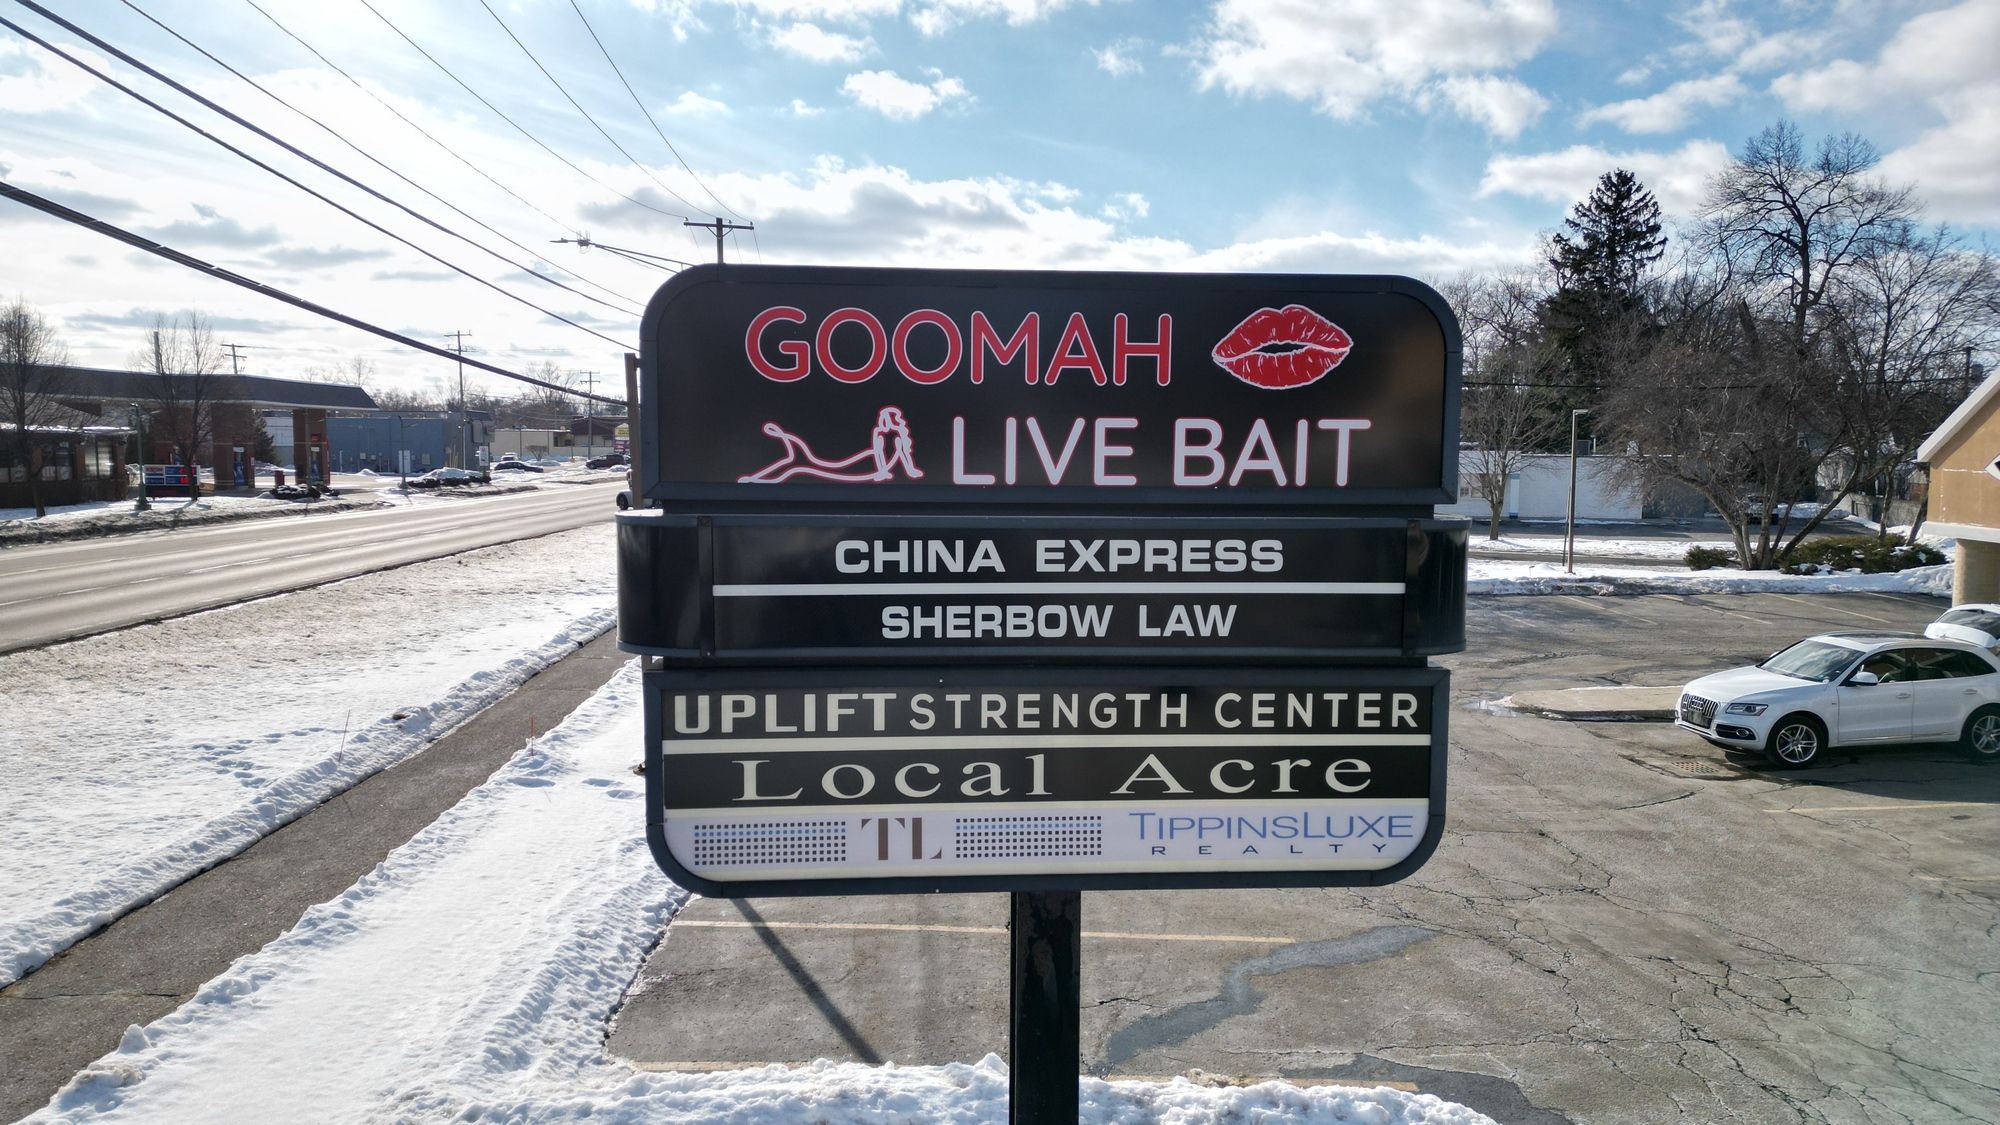 GOOMAH
LIVE BAIT
CHINA EXPRESS
SHERBOW LAW
UPLIFT STRENGTH CENTER
Local Acre
TL TIPPINSLUXE
REALTY